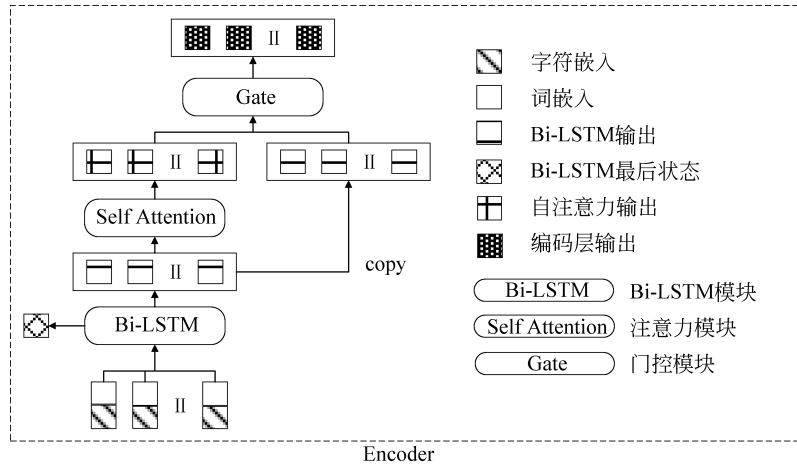 II
Gate
II
II
Self Attention
II
copy
Bi-LSTM
II
字符嵌入
词嵌入
Bi-LSTM输出
Bi-LSTM最后状态
自注意力输出
编码层输出
Bi-LSTM Bi-LSTM模块
Self Attention 注意力模块
Gate 门控模块
Encoder